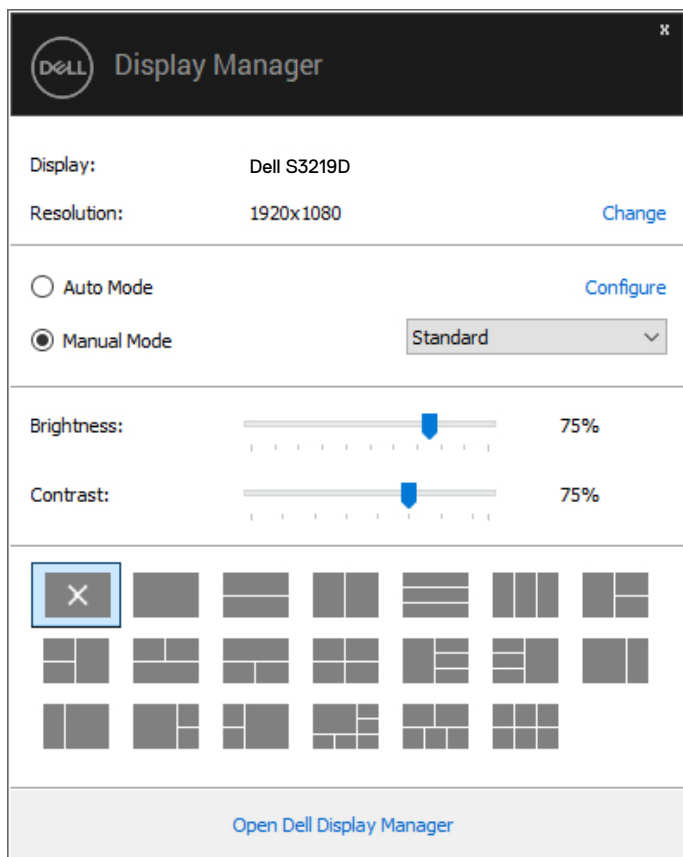 x
DELL Display Manager
Display: Dell S3219D
Resolution: 1920x1080 Change
Auto Mode Configure
Manual Mode Standard
Brightness: 75%
Contrast: 75%
Open Dell Display Manager